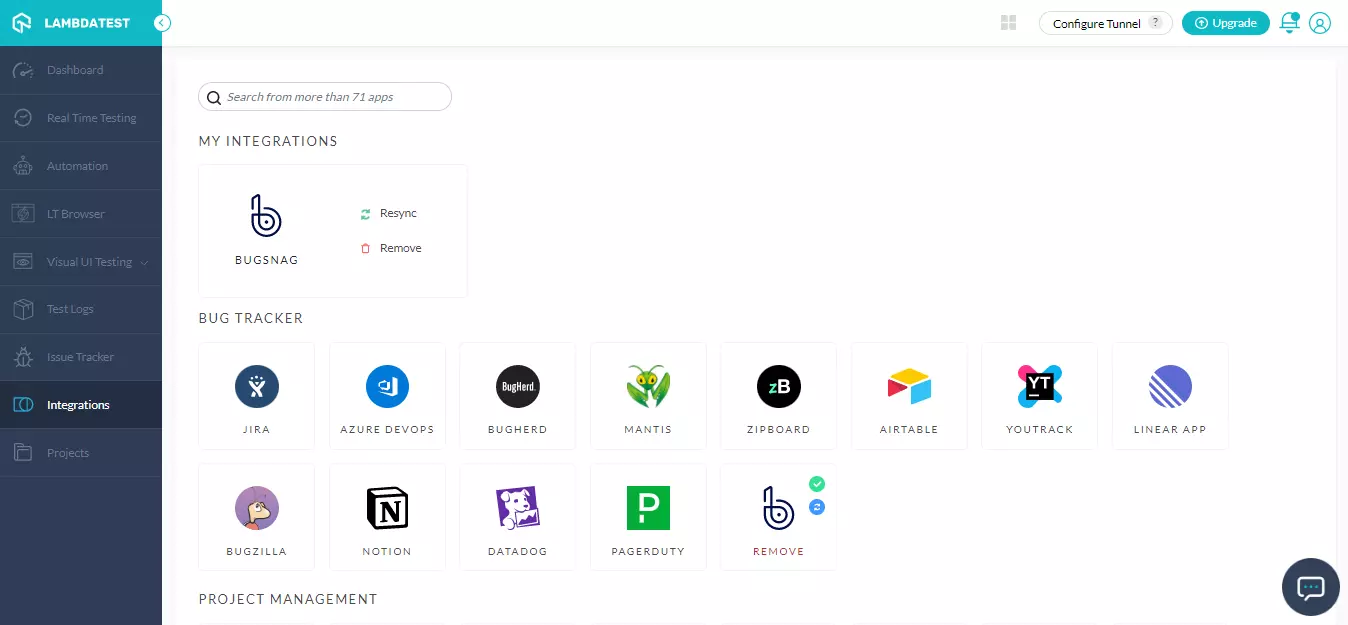 LAMBDATEST
Configure Tunnel ?
Upgrade
Dashboard
Real Time Testing
Automation
LT Browser
Visual UI Testing
Test Logs
Issue Tracker
Integrations
Projects
Search from more than 71 apps
MY INTEGRATIONS
BUGSNAG
Resync
Remove
BUG TRACKER
JIRA
AZURE DEVOPS
BugHerd.
BUGHERD
MANTIS
zB
ZIPBOARD
AIRTABLE
YT
YOUTRACK
LINEAR APP
BUGZILLA
N
NOTION
DATADOG
P
PAGERDUTY
REMOVE
PROJECT MANAGEMENT